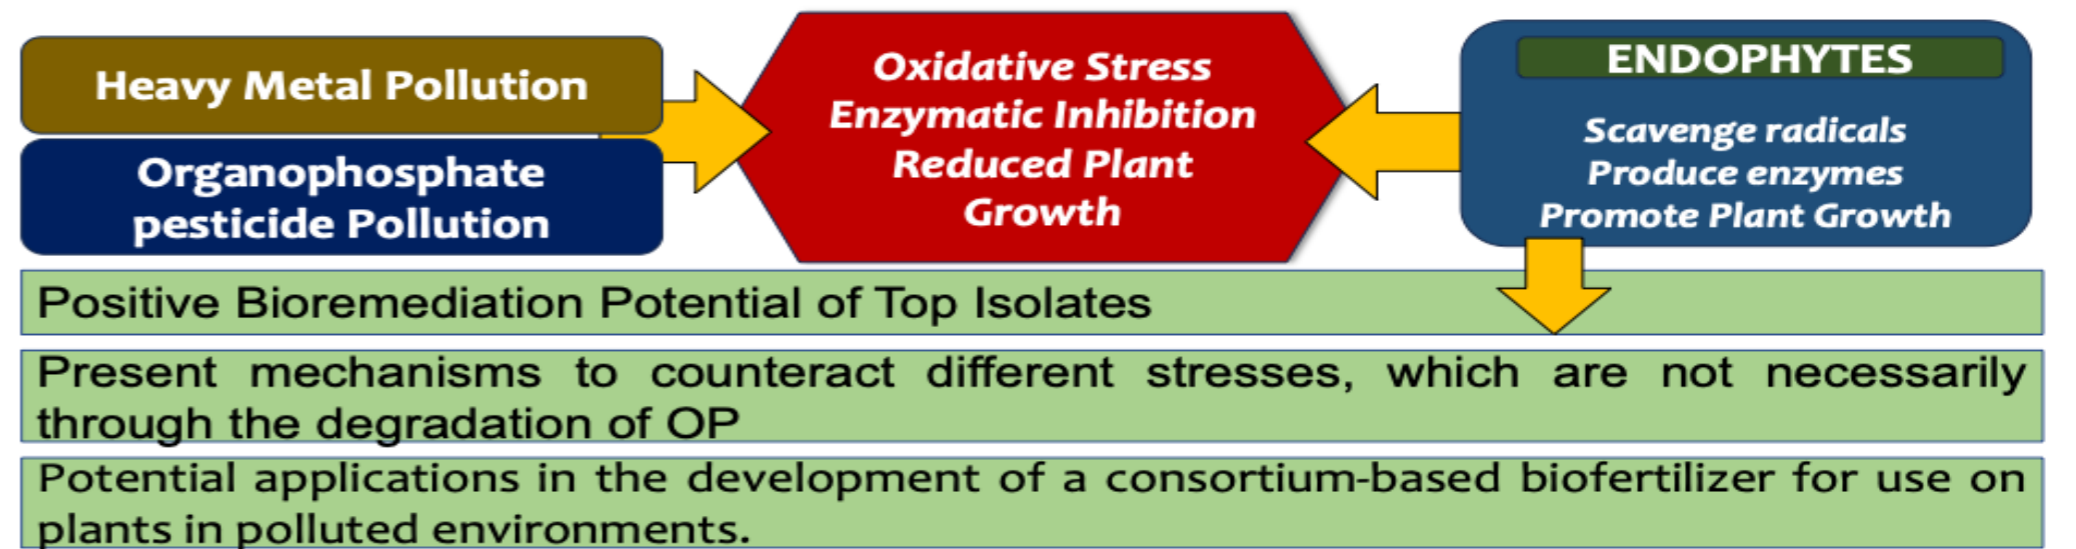 Heavy Metal Pollution
Organophosphate
pesticide Pollution
Oxidative Stress
Enzymatic Inhibition
Reduced Plant
Growth
ENDOPHYTES
Scavenge radicals
Produce enzymes
Promote Plant Growth
Positive Bioremediation Potential of Top Isolates
Present mechanisms to counteract different stresses, which are not necessarily
through the degradation of OP
Potential applications in the development of a consortium-based biofertilizer for use on
plants in polluted environments.